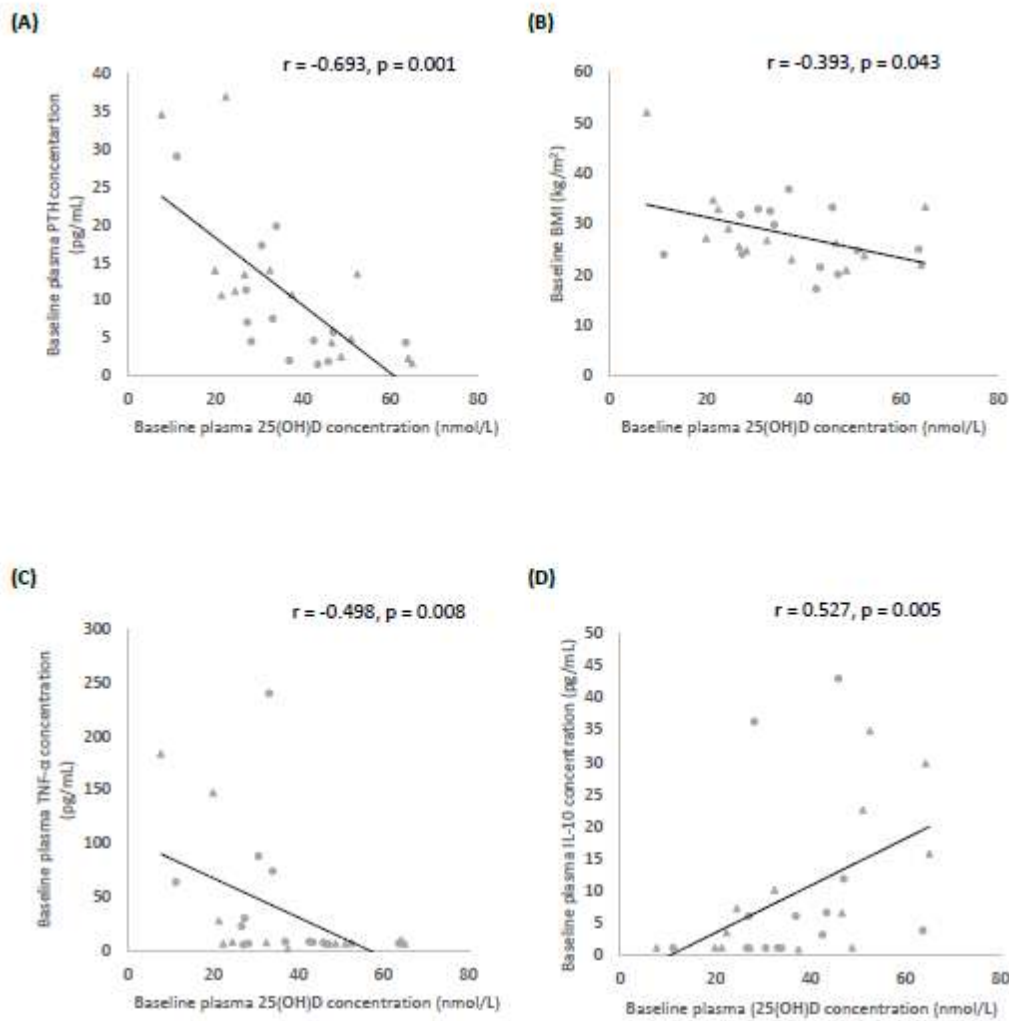 (A)
r = -0.693, p = 0.001
Baseline plasma PTH concentartion
(pg/mL)
40
35
30
25
20
15
10
5
0
0 20 40 60 80
Baseline plasma 25(OH)D concentration (nmol/L)
(B)
r = -0.393, p = 0.043
Baseline BMI (kg/m²)
60
50
40
30
20
10
0
0 20 40 60 80
Baseline plasma 25(OH)D concentration (nmol/L)
(C)
r = -0.498, p = 0.008
Baseline plasma TNF-α concentration
(pg/mL)
300
250
200
150
100
50
0
0 20 40 60 80
Baseline plasma 25(OH)D concentration (nmol/L)
(D)
r = 0.527, p = 0.005
Baseline plasma IL-10 concentration (pg/mL)
50
45
40
35
30
25
20
15
10
5
0
0 20 40 60 80
Baseline plasma (25(OH)D concentration (nmol/L)